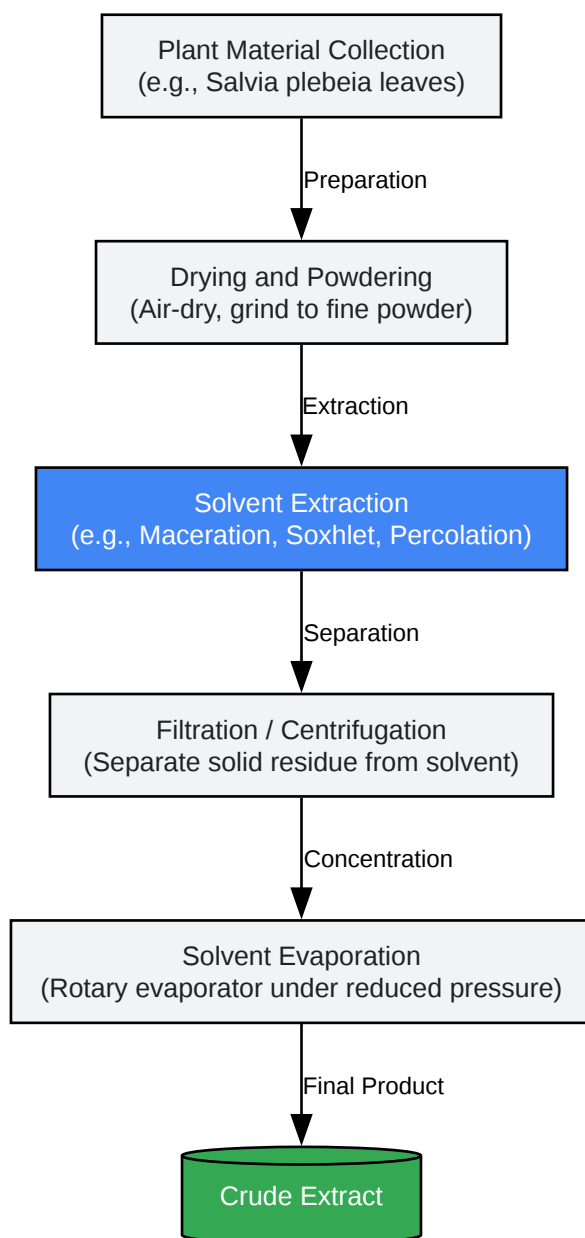 Plant Material Collection
(e.g., Salvia plebeia leaves)
Preparation
Drying and Powdering
(Air-dry, grind to fine powder)
Extraction
Solvent Extraction
(e.g., Maceration, Soxhlet, Percolation)
Separation
Filtration / Centrifugation
(Separate solid residue from solvent)
Concentration
Solvent Evaporation
(Rotary evaporator under reduced pressure)
Final Product
Crude Extract